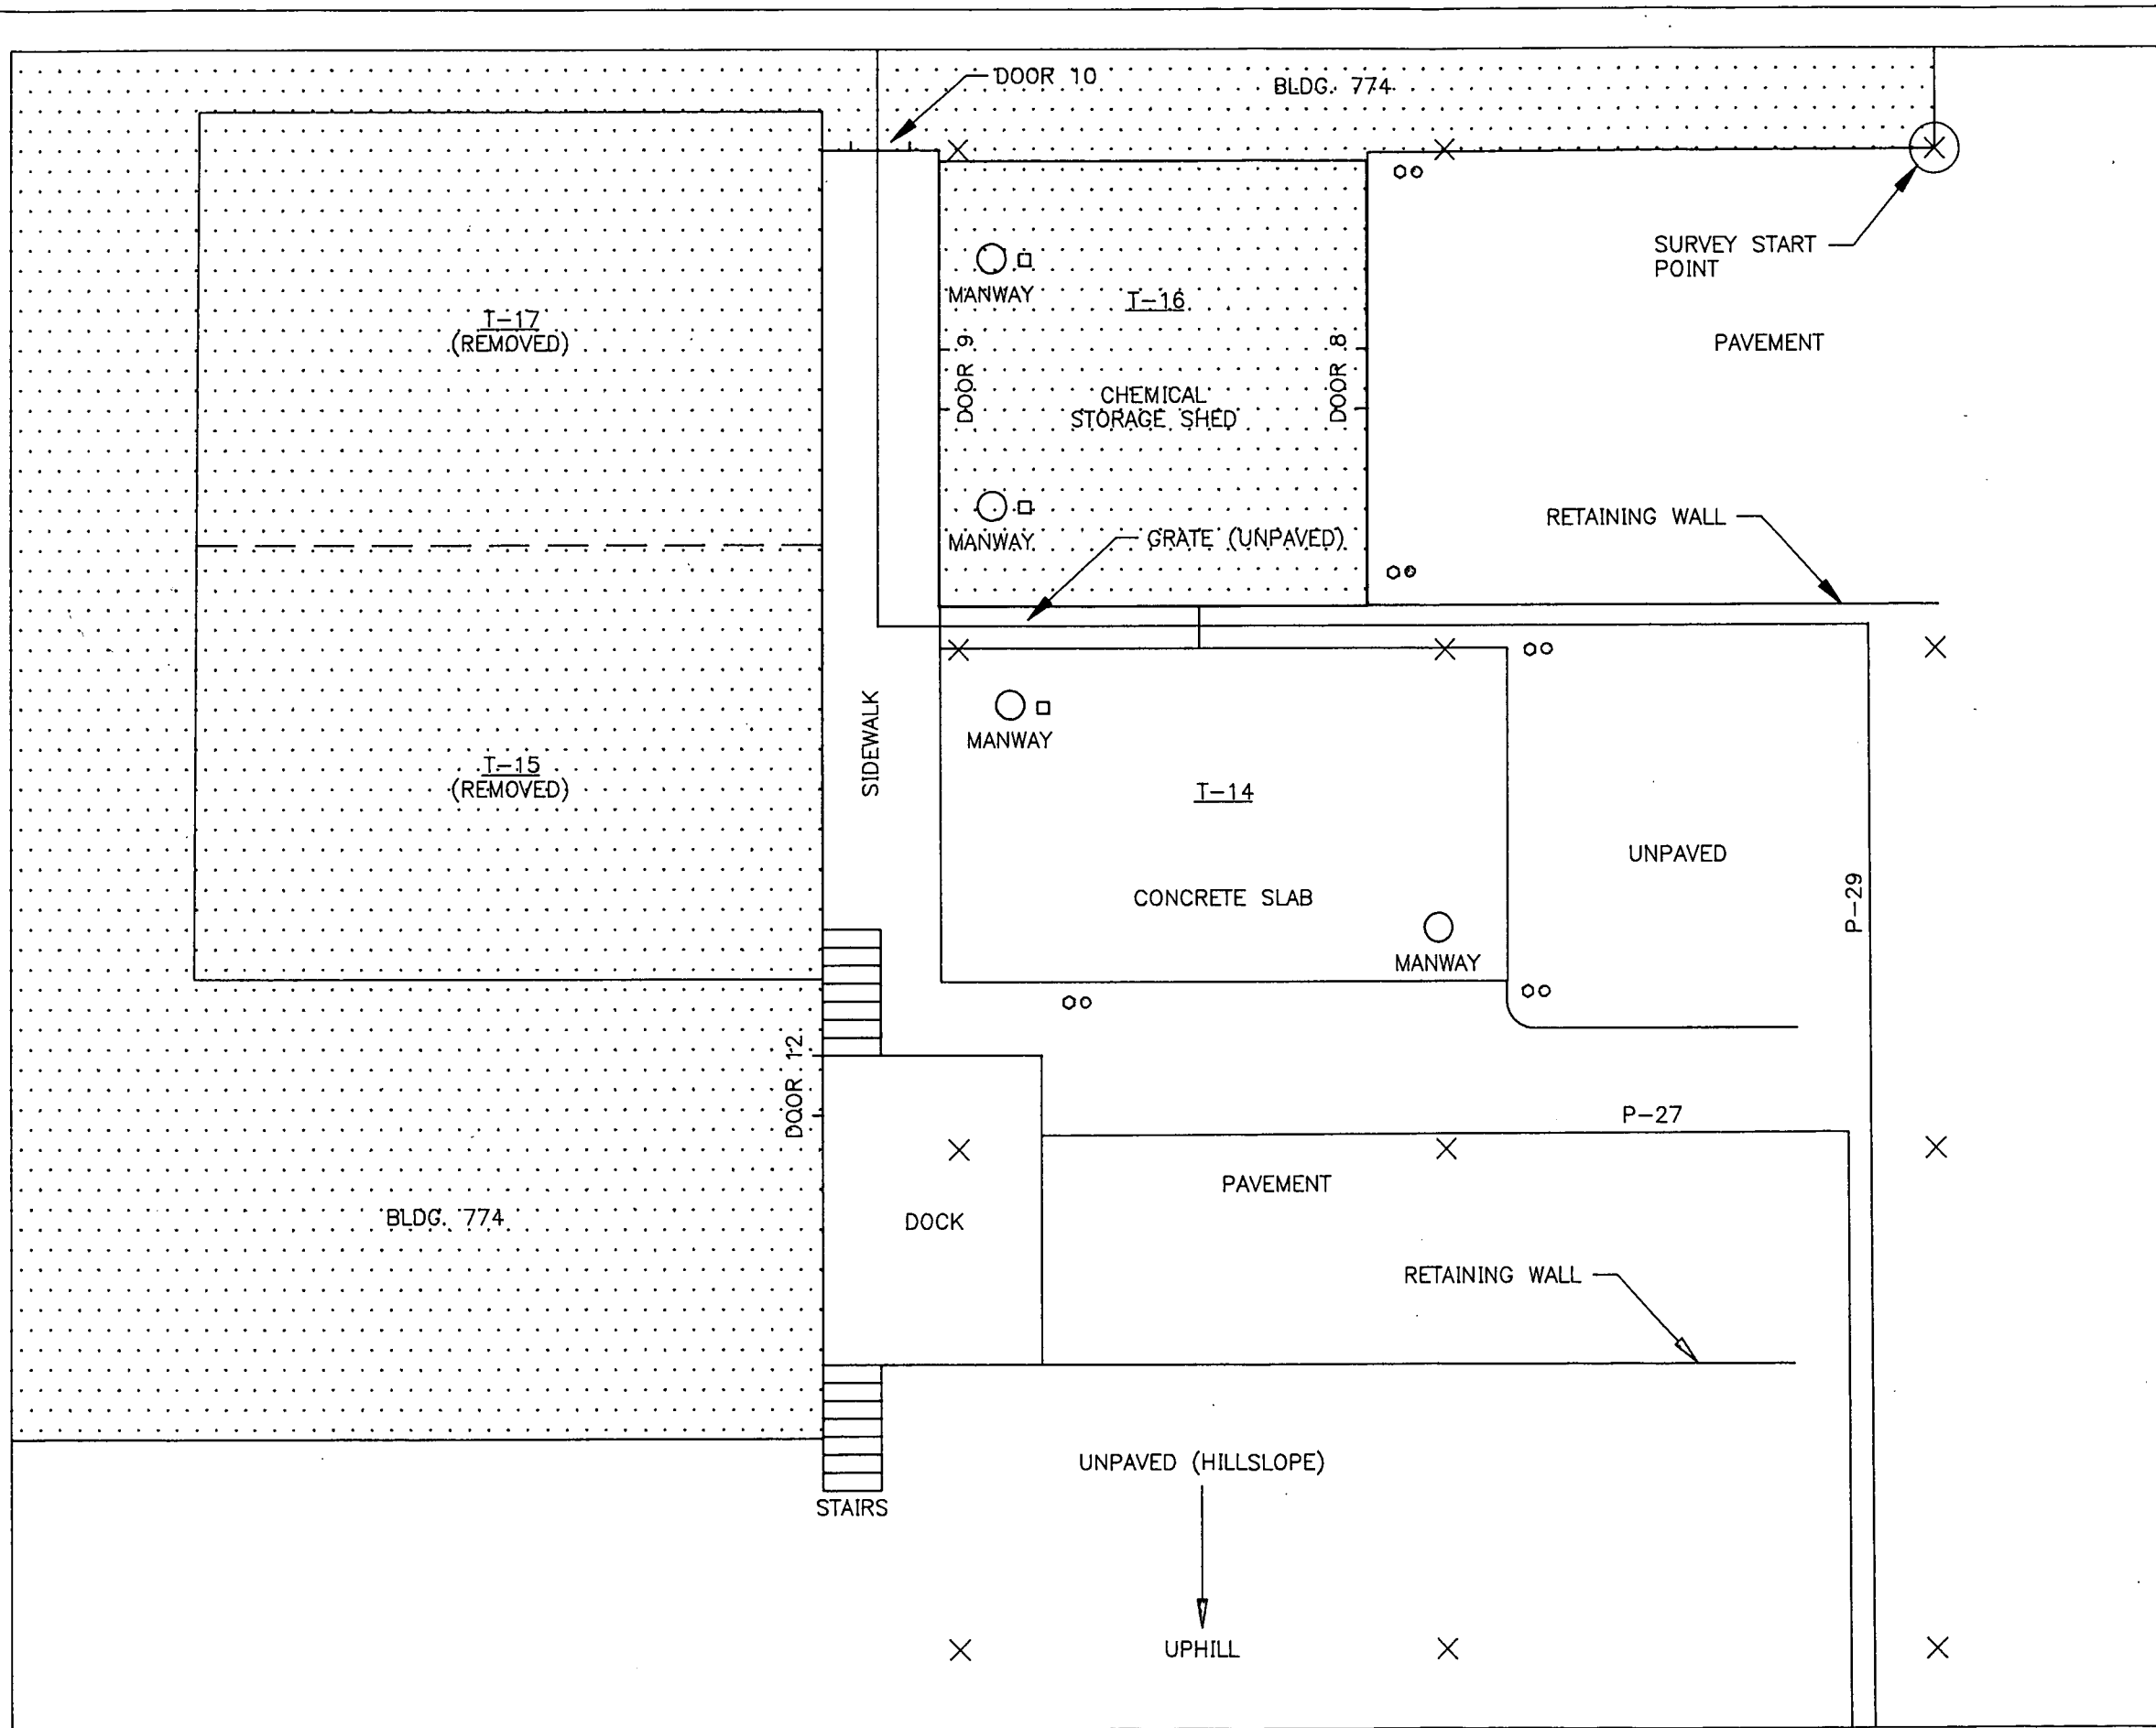 DOOR 10
BLDG. 774
SURVEY START
POINT
MANWAY
T-16
T-17
(REMOVED)
PAVEMENT
DOOR 9
DOOR 8
CHEMICAL
STORAGE SHED
RETAINING WALL
MANWAY
GRATE (UNPAVED)
SIDEWALK
MANWAY
T-15
(REMOVED)
T-14
UNPAVED
CONCRETE SLAB
P-29
MANWAY
DOOR 12
P-27
PAVEMENT
BLDG. 774
DOCK
RETAINING WALL
UNPAVED (HILLSLOPE)
STAIRS
UPHILL